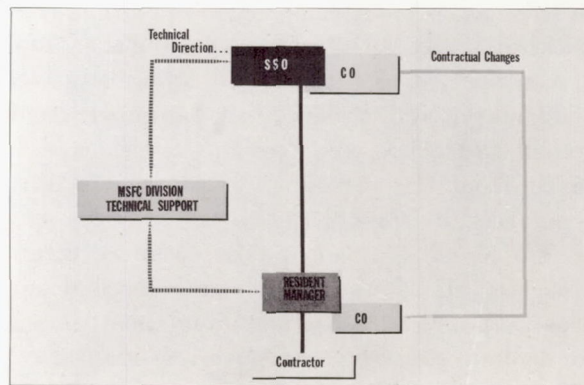 Technical
Direction...
SSO
CO
Contractual Changes
MSFC DIVISION
TECHNICAL SUPPORT
RESIDENT
MANAGER
CO
Contractor